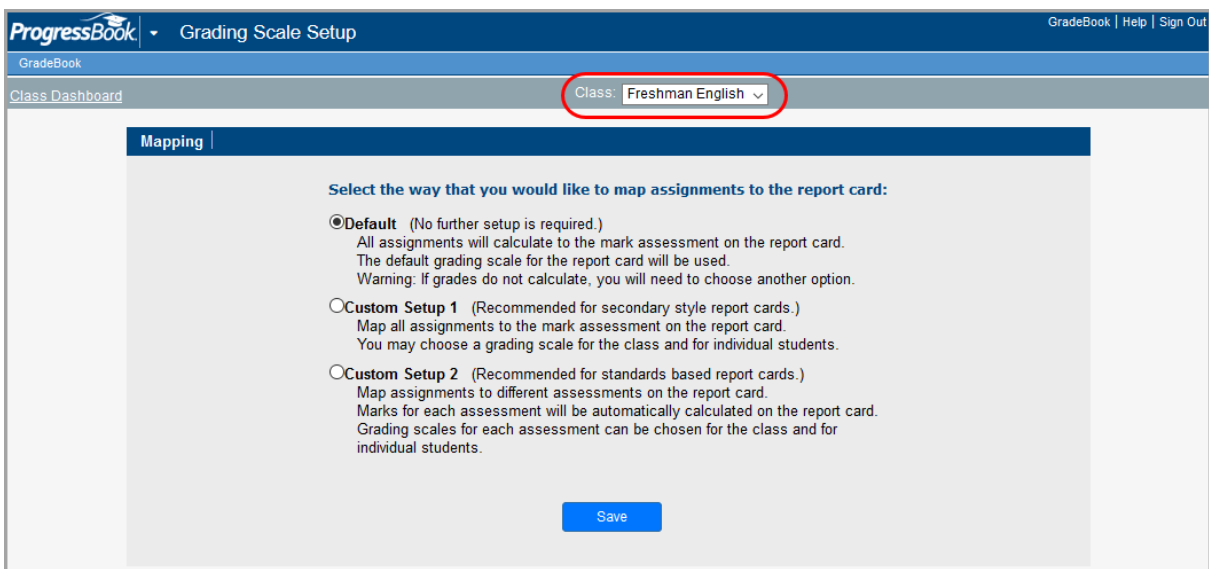 ProgressBook Grading Scale Setup GradeBook | Help | Sign Out
GradeBook
Class Dashboard Class: Freshman English
Mapping
Select the way that you would like to map assignments to the report card:
Default (No further setup is required.)
All assignments will calculate to the mark assessment on the report card.
The default grading scale for the report card will be used.
Warning: If grades do not calculate, you will need to choose another option.
Custom Setup 1 (Recommended for secondary style report cards.)
Map all assignments to the mark assessment on the report card.
You may choose a grading scale for the class and for individual students.
Custom Setup 2 (Recommended for standards based report cards.)
Map assignments to different assessments on the report card.
Marks for each assessment will be automatically calculated on the report card.
Grading scales for each assessment can be chosen for the class and for
individual students.
Save